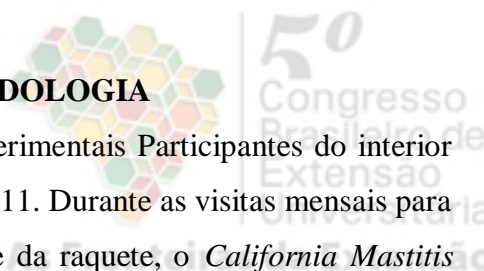 5º
Congresso
DOLOGIA
Brasileiro de
erimentais Participantes do interior
Extensão
11. Durante as visitas mensais para
Universitária
e da raquete, o California Mastitis